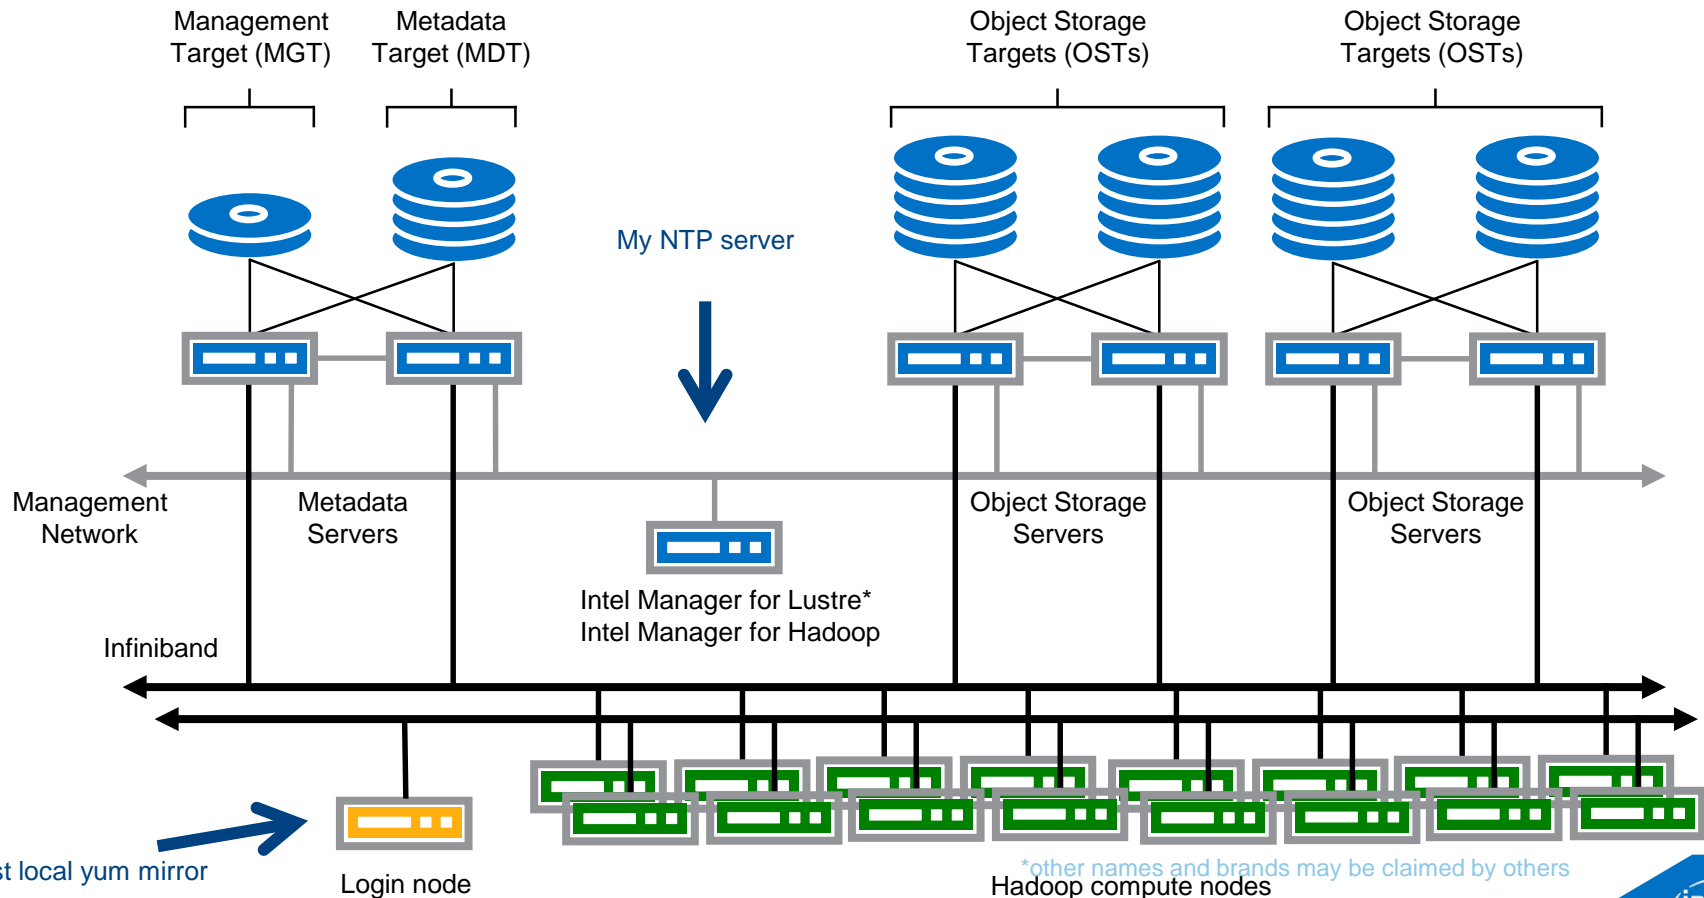 Management
Target (MGT)
Metadata
Target (MDT)
Object Storage
Targets (OSTs)
Object Storage
Targets (OSTs)
My NTP server
Management
Network
Metadata
Servers
Object Storage
Servers
Object Storage
Servers
Intel Manager for Lustre*
Intel Manager for Hadoop
Infiniband
local yum mirror
Login node
*other names and brands may be claimed by others
Hadoop compute nodes